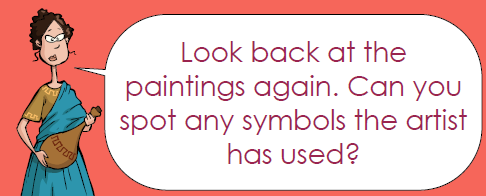 Look back at the
paintings again. Can you
spot any symbols the artist
has used?